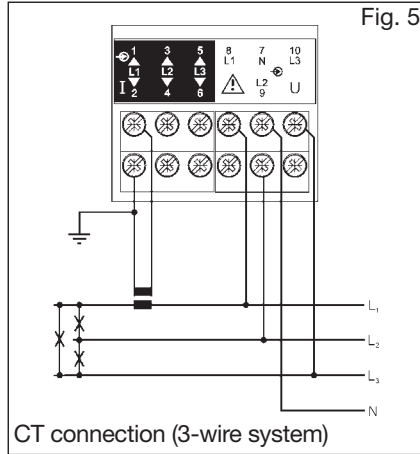 Fig. 5
1 3 5 8 7 10
L1 N L3
L1 L2 L3
L2
I 2 4 6 9 U
L1
L2
L3
N
CT connection (3-wire system)